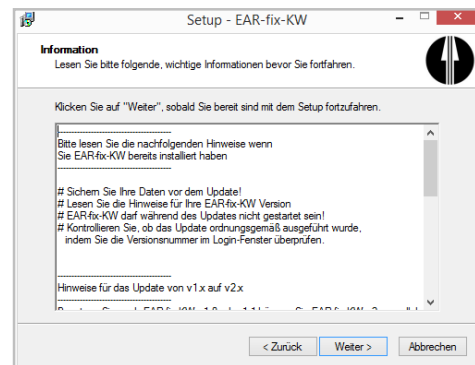 Setup - EAR-fix-KW
Information
Lesen Sie bitte folgende, wichtige Informationen bevor Sie fortfahren.
Klicken Sie auf "Weiter", sobald Sie bereit sind mit dem Setup fortzufahren.
----------------------------------------
Bitte lesen Sie die nachfolgenden Hinweise wenn
Sie EAR-fix-KW bereits installiert haben
----------------------------------------
# Sichern Sie Ihre Daten vor dem Update!
# Lesen Sie die Hinweise für Ihre EAR-fix-KW Version
# EAR-fix-KW darf während des Updates nicht gestartet sein!
# Kontrollieren Sie, ob das Update ordnungsgemäß ausgeführt wurde,
indem Sie die Versionsnummer im Login-Fenster überprüfen.
----------------------------------------
Hinweise für das Update von v1.x auf v2.x
----------------------------------------
< Zurück
Weiter >
Abbrechen